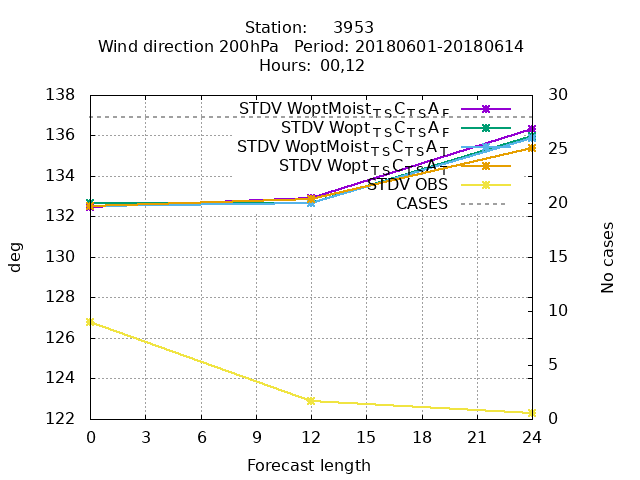 Station:     3953
Wind direction 200hPa   Period: 20180601-20180614
Hours:  00,12
138
136
134
132
130
128
126
124
122
30
25
20
15
10
5
0
STDV WoptMoist_TS C_TS A_F
STDV Wopt_TS C_TS A_F
STDV WoptMoist_TS C_TS A_T
STDV Wopt_TS C_TS A_T
STDV OBS
CASES
deg
No cases
0 3 6 9 12 15 18 21 24
Forecast length